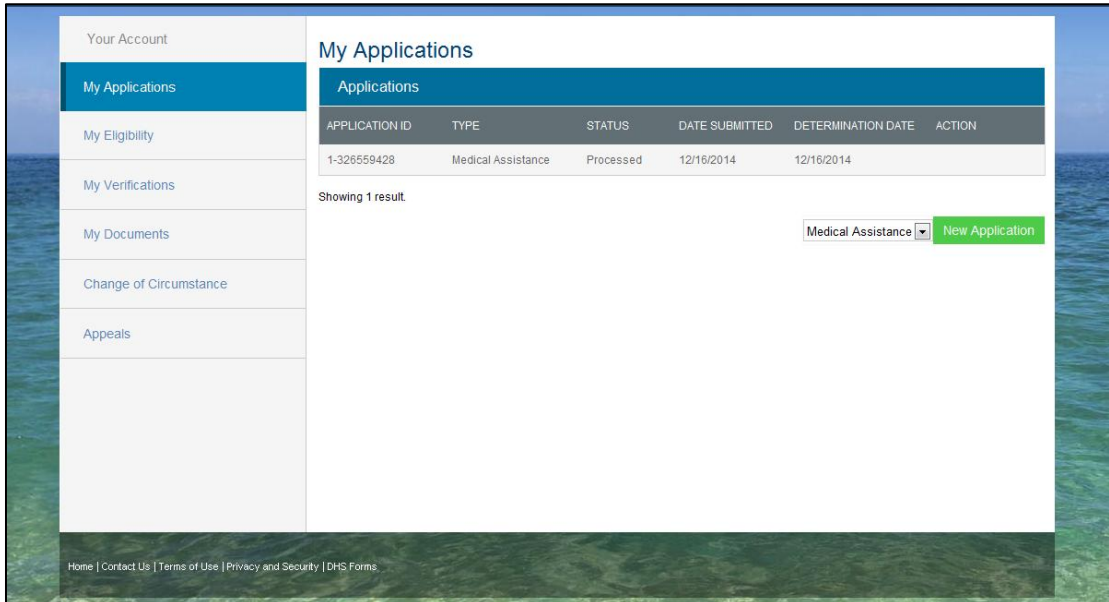 Your Account
My Applications
My Eligibility
My Verifications
My Documents
Change of Circumstance
Appeals
My Applications
Applications
APPLICATION ID TYPE STATUS DATE SUBMITTED DETERMINATION DATE ACTION
1-326559428 Medical Assistance Processed 12/16/2014 12/16/2014
Showing 1 result.
Medical Assistance New Application
Home | Contact Us | Terms of Use | Privacy and Security | DHS Forms